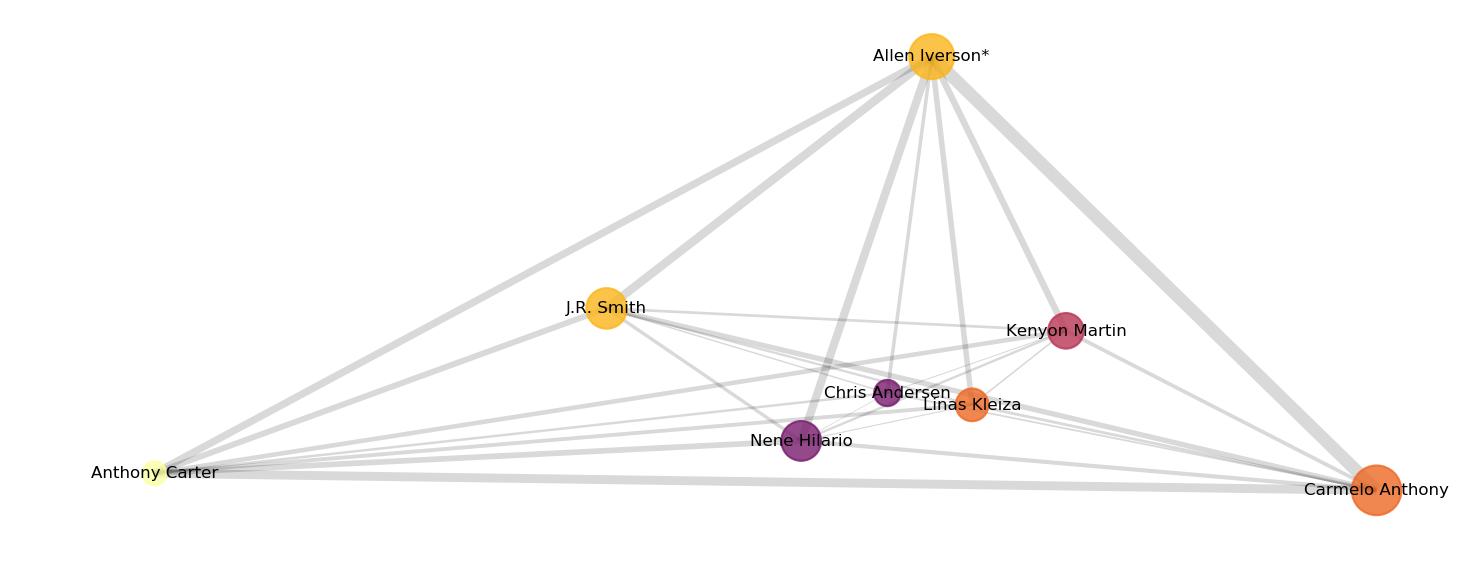 Allen Iverson*
J.R. Smith
Kenyon Martin
Chris Andersen
Linas Kleiza
Nene Hilario
Anthony Carter
Carmelo Anthony